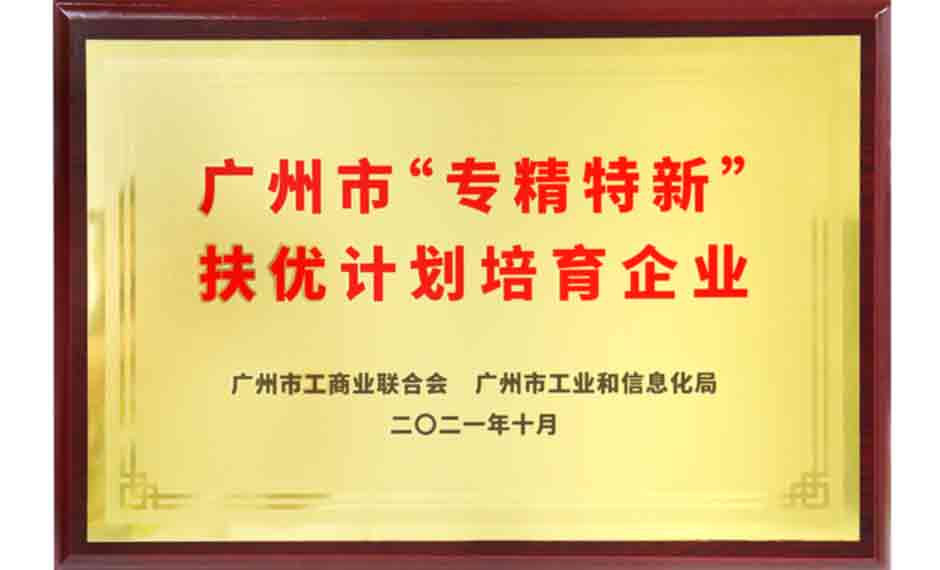 广州市“专精特新”
扶优计划培育企业
广州市工商业联合会 广州市工业和信息化局
二〇二一年十月